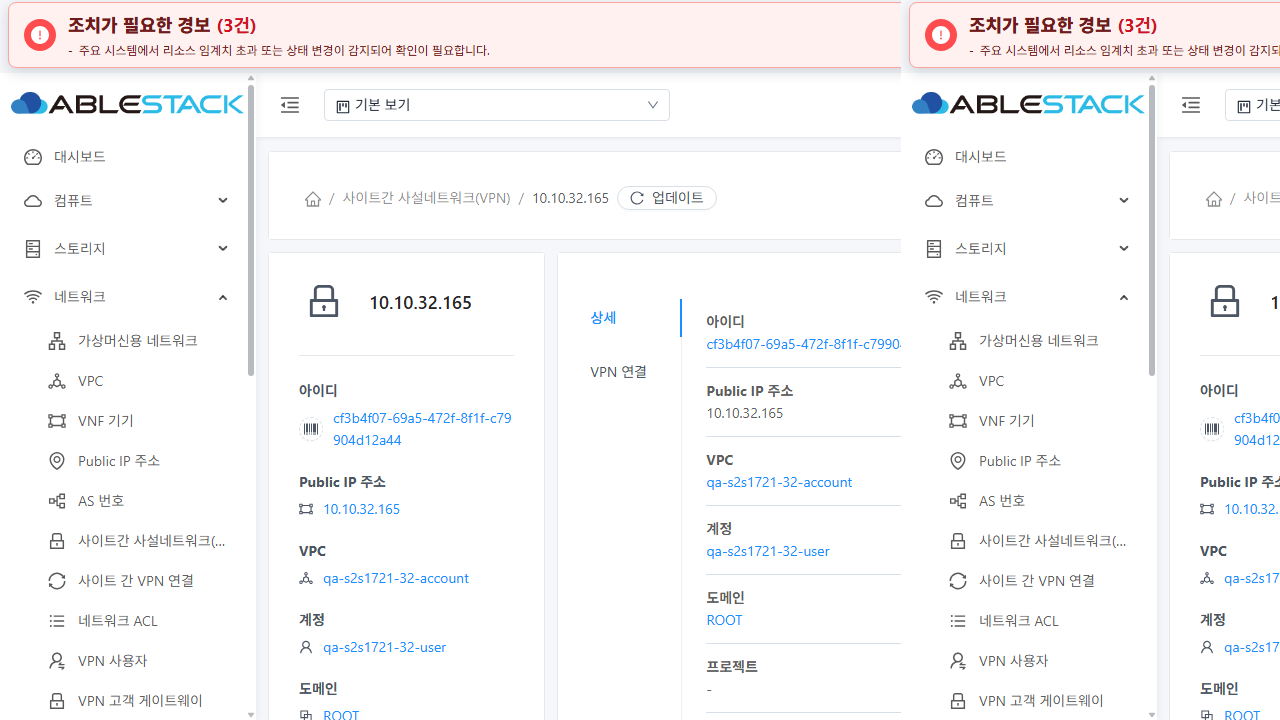 조치가 필요한 경보 (3건)
- 주요 시스템에서 리소스 임계치 초과 또는 상태 변경이 감지되어 확인이 필요합니다.
ABLESTACK
대시보드
컴퓨트
스토리지
네트워크
가상머신용 네트워크
VPC
VNF 기기
Public IP 주소
AS 번호
사이트간 사설네트워크(...
사이트 간 VPN 연결
네트워크 ACL
VPN 사용자
VPN 고객 게이트웨이
기본 보기
/ 사이트간 사설네트워크(VPN) / 10.10.32.165 업데이트
10.10.32.165
아이디
cf3b4f07-69a5-472f-8f1f-c79
904d12a44
Public IP 주소
10.10.32.165
VPC
qa-s2s1721-32-account
계정
qa-s2s1721-32-user
도메인
ROOT
상세
VPN 연결
아이디
cf3b4f07-69a5-472f-8f1f-c7990
Public IP 주소
10.10.32.165
VPC
qa-s2s1721-32-account
계정
qa-s2s1721-32-user
도메인
ROOT
프로젝트
-
조치가 필요한 경보 (3건)
- 주요 시스템에서 리소스 임계치 초과 또는 상태 변경이 감지되
ABLESTACK
대시보드
컴퓨트
스토리지
네트워크
가상머신용 네트워크
VPC
VNF 기기
Public IP 주소
AS 번호
사이트간 사설네트워크(...
사이트 간 VPN 연결
네트워크 ACL
VPN 사용자
VPN 고객 게이트웨이
기본
/ 사이트
1
아이디
cf3b4f0
904d12
Public IP 주소
10.10.32.
VPC
qa-s2s17
계정
qa-s2s17
도메인
ROOT